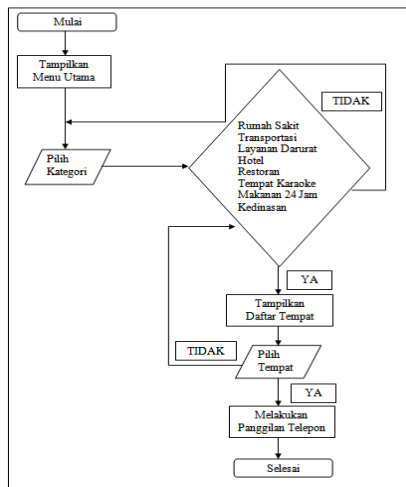 Mulai
Tampilkan
Menu Utama
TIDAK
Pilih
Kategori
Rumah Sakit
Transportasi
Layanan Darurat
Hotel
Restoran
Tempat Karaoke
Makanan 24 Jam
Kedinasan
YA
Tampilkan
Daftar Tempat
TIDAK
Pilih
Tempat
YA
Melakukan
Panggilan Telepon
Selesai